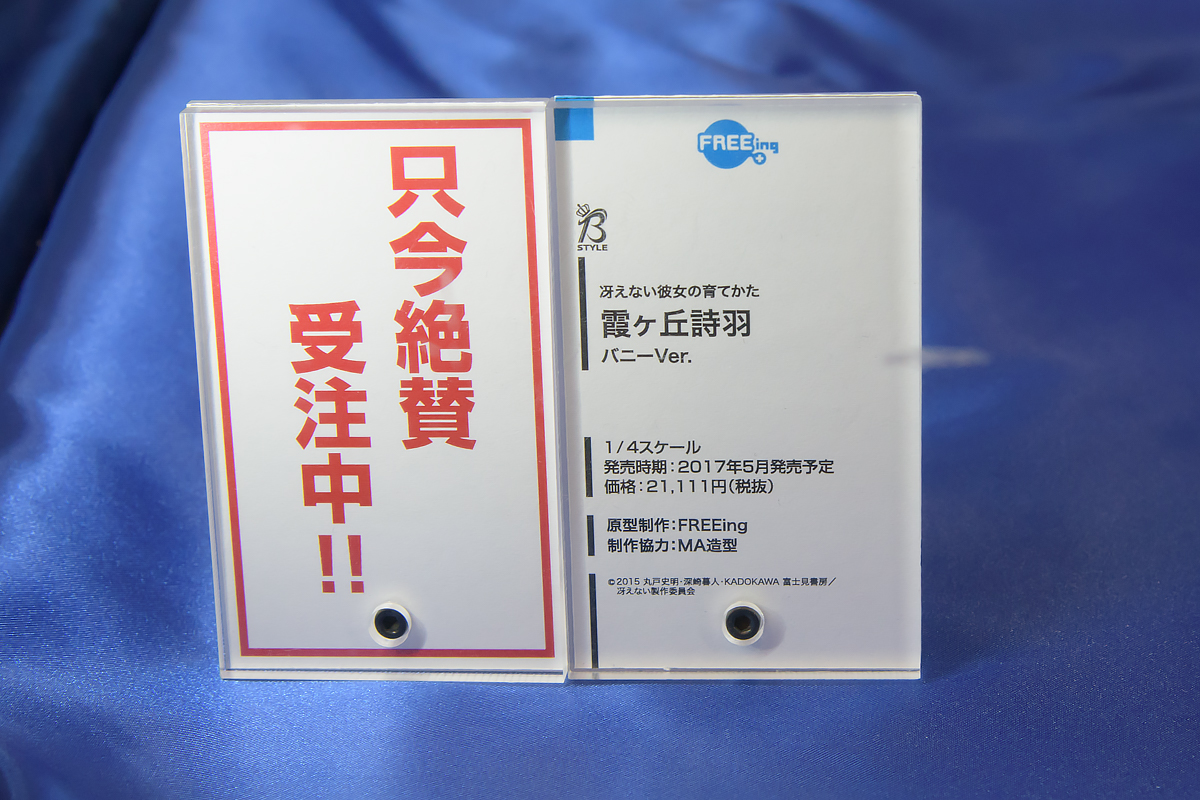 只今絶賛
受注中!!
FREEing
B
STYLE
冴えない彼女の育てかた
霞ヶ丘詩羽
バニーVer.
1/4スケール
発売時期:2017年5月発売予定
価格:21,111円(税抜)
原型制作:FREEing
制作協力:MA造型
©2015 丸戸史明・深崎暮人・KADOKAWA 富士見書房/
冴えない製作委員会